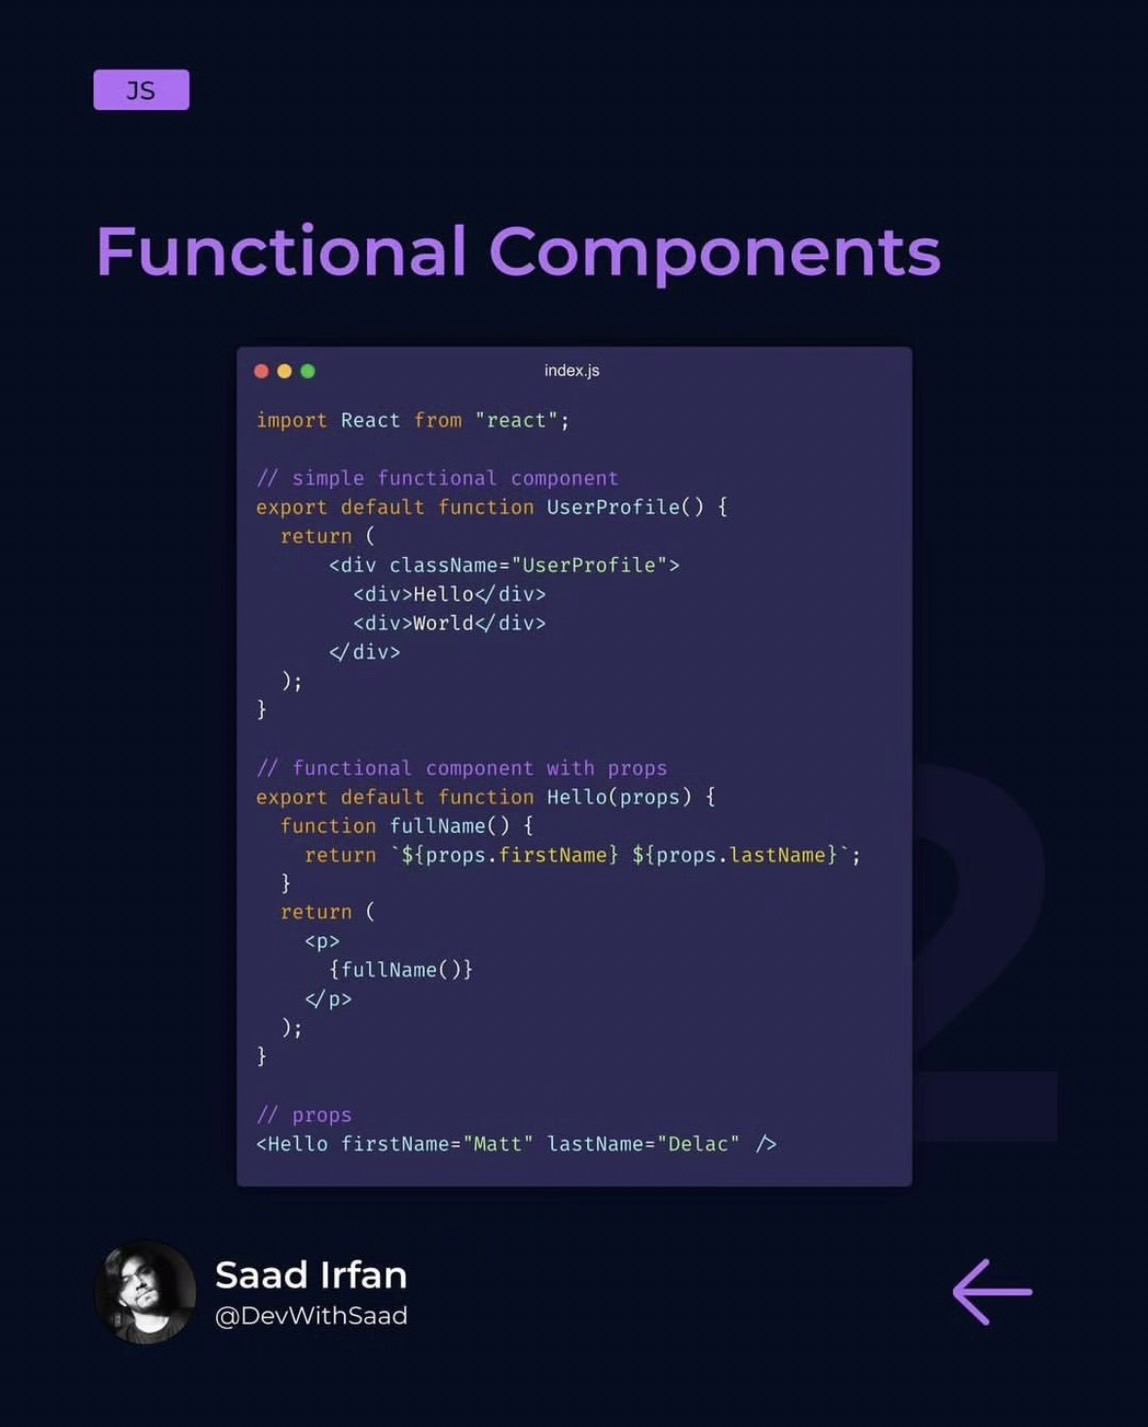 JS
Functional Components
index.js
import React from "react";
// simple functional component
export default function UserProfile() {
  return (
      <div className="UserProfile">
        <div>Hello</div>
        <div>World</div>
      </div>
  );
}
// functional component with props
export default function Hello(props) {
  function fullName() {
    return `${props.firstName} ${props.lastName}`;
  }
  return (
    <p>
      {fullName()}
    </p>
  );
}
// props
<Hello firstName="Matt" lastName="Delac" />
2
Saad Irfan
@DevWithSaad